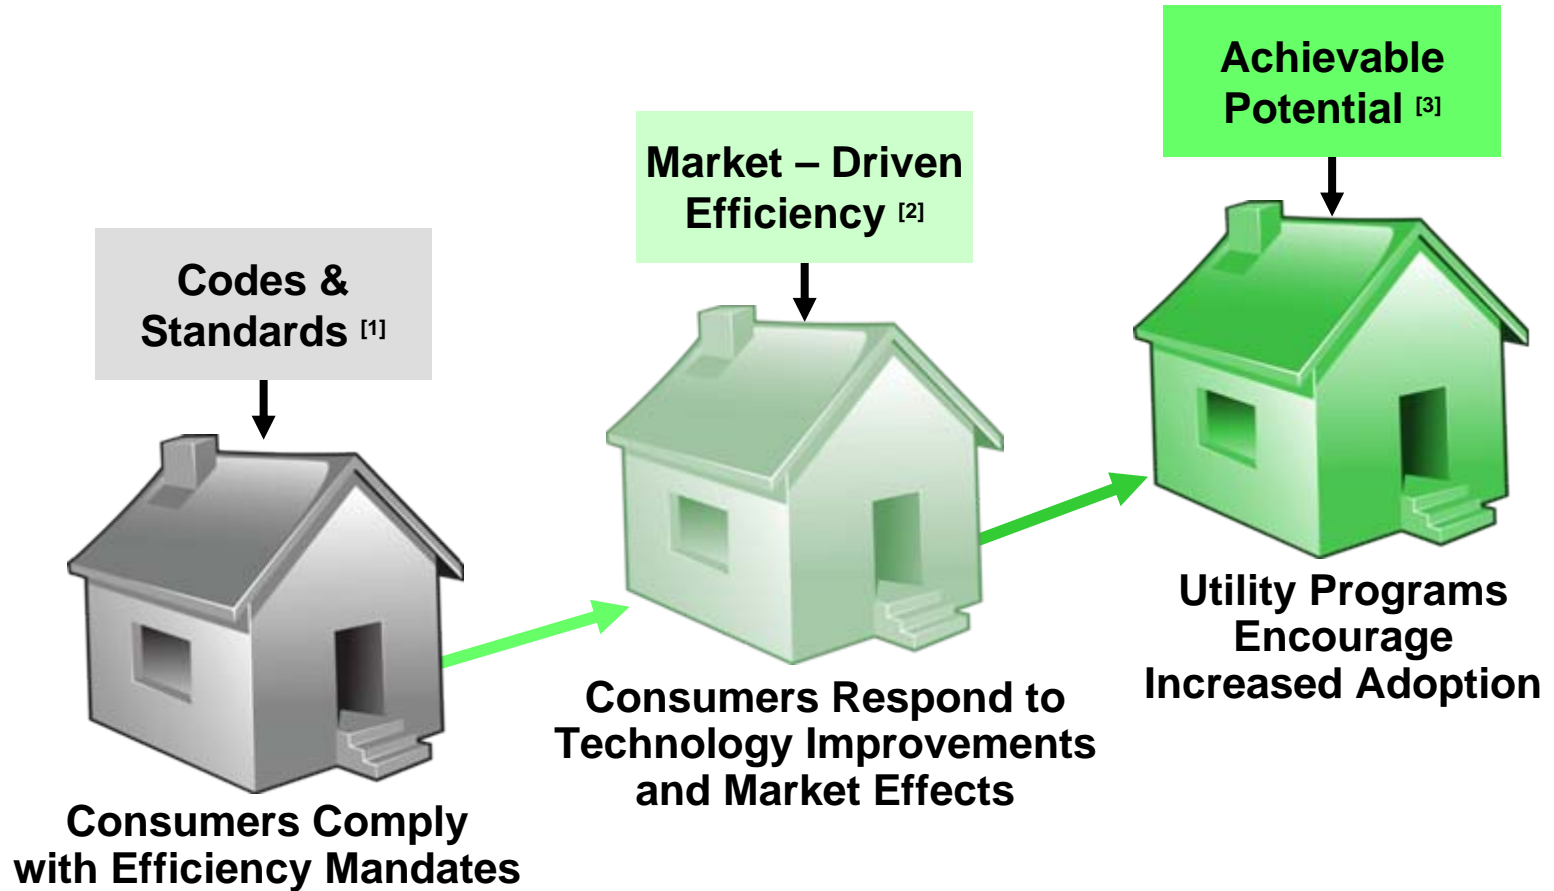 Achievable
Potential [3]
Market – Driven
Efficiency [2]
Codes &
Standards [1]
Utility Programs
Encourage
Increased Adoption
Consumers Respond to
Technology Improvements
and Market Effects
Consumers Comply
with Efficiency Mandates